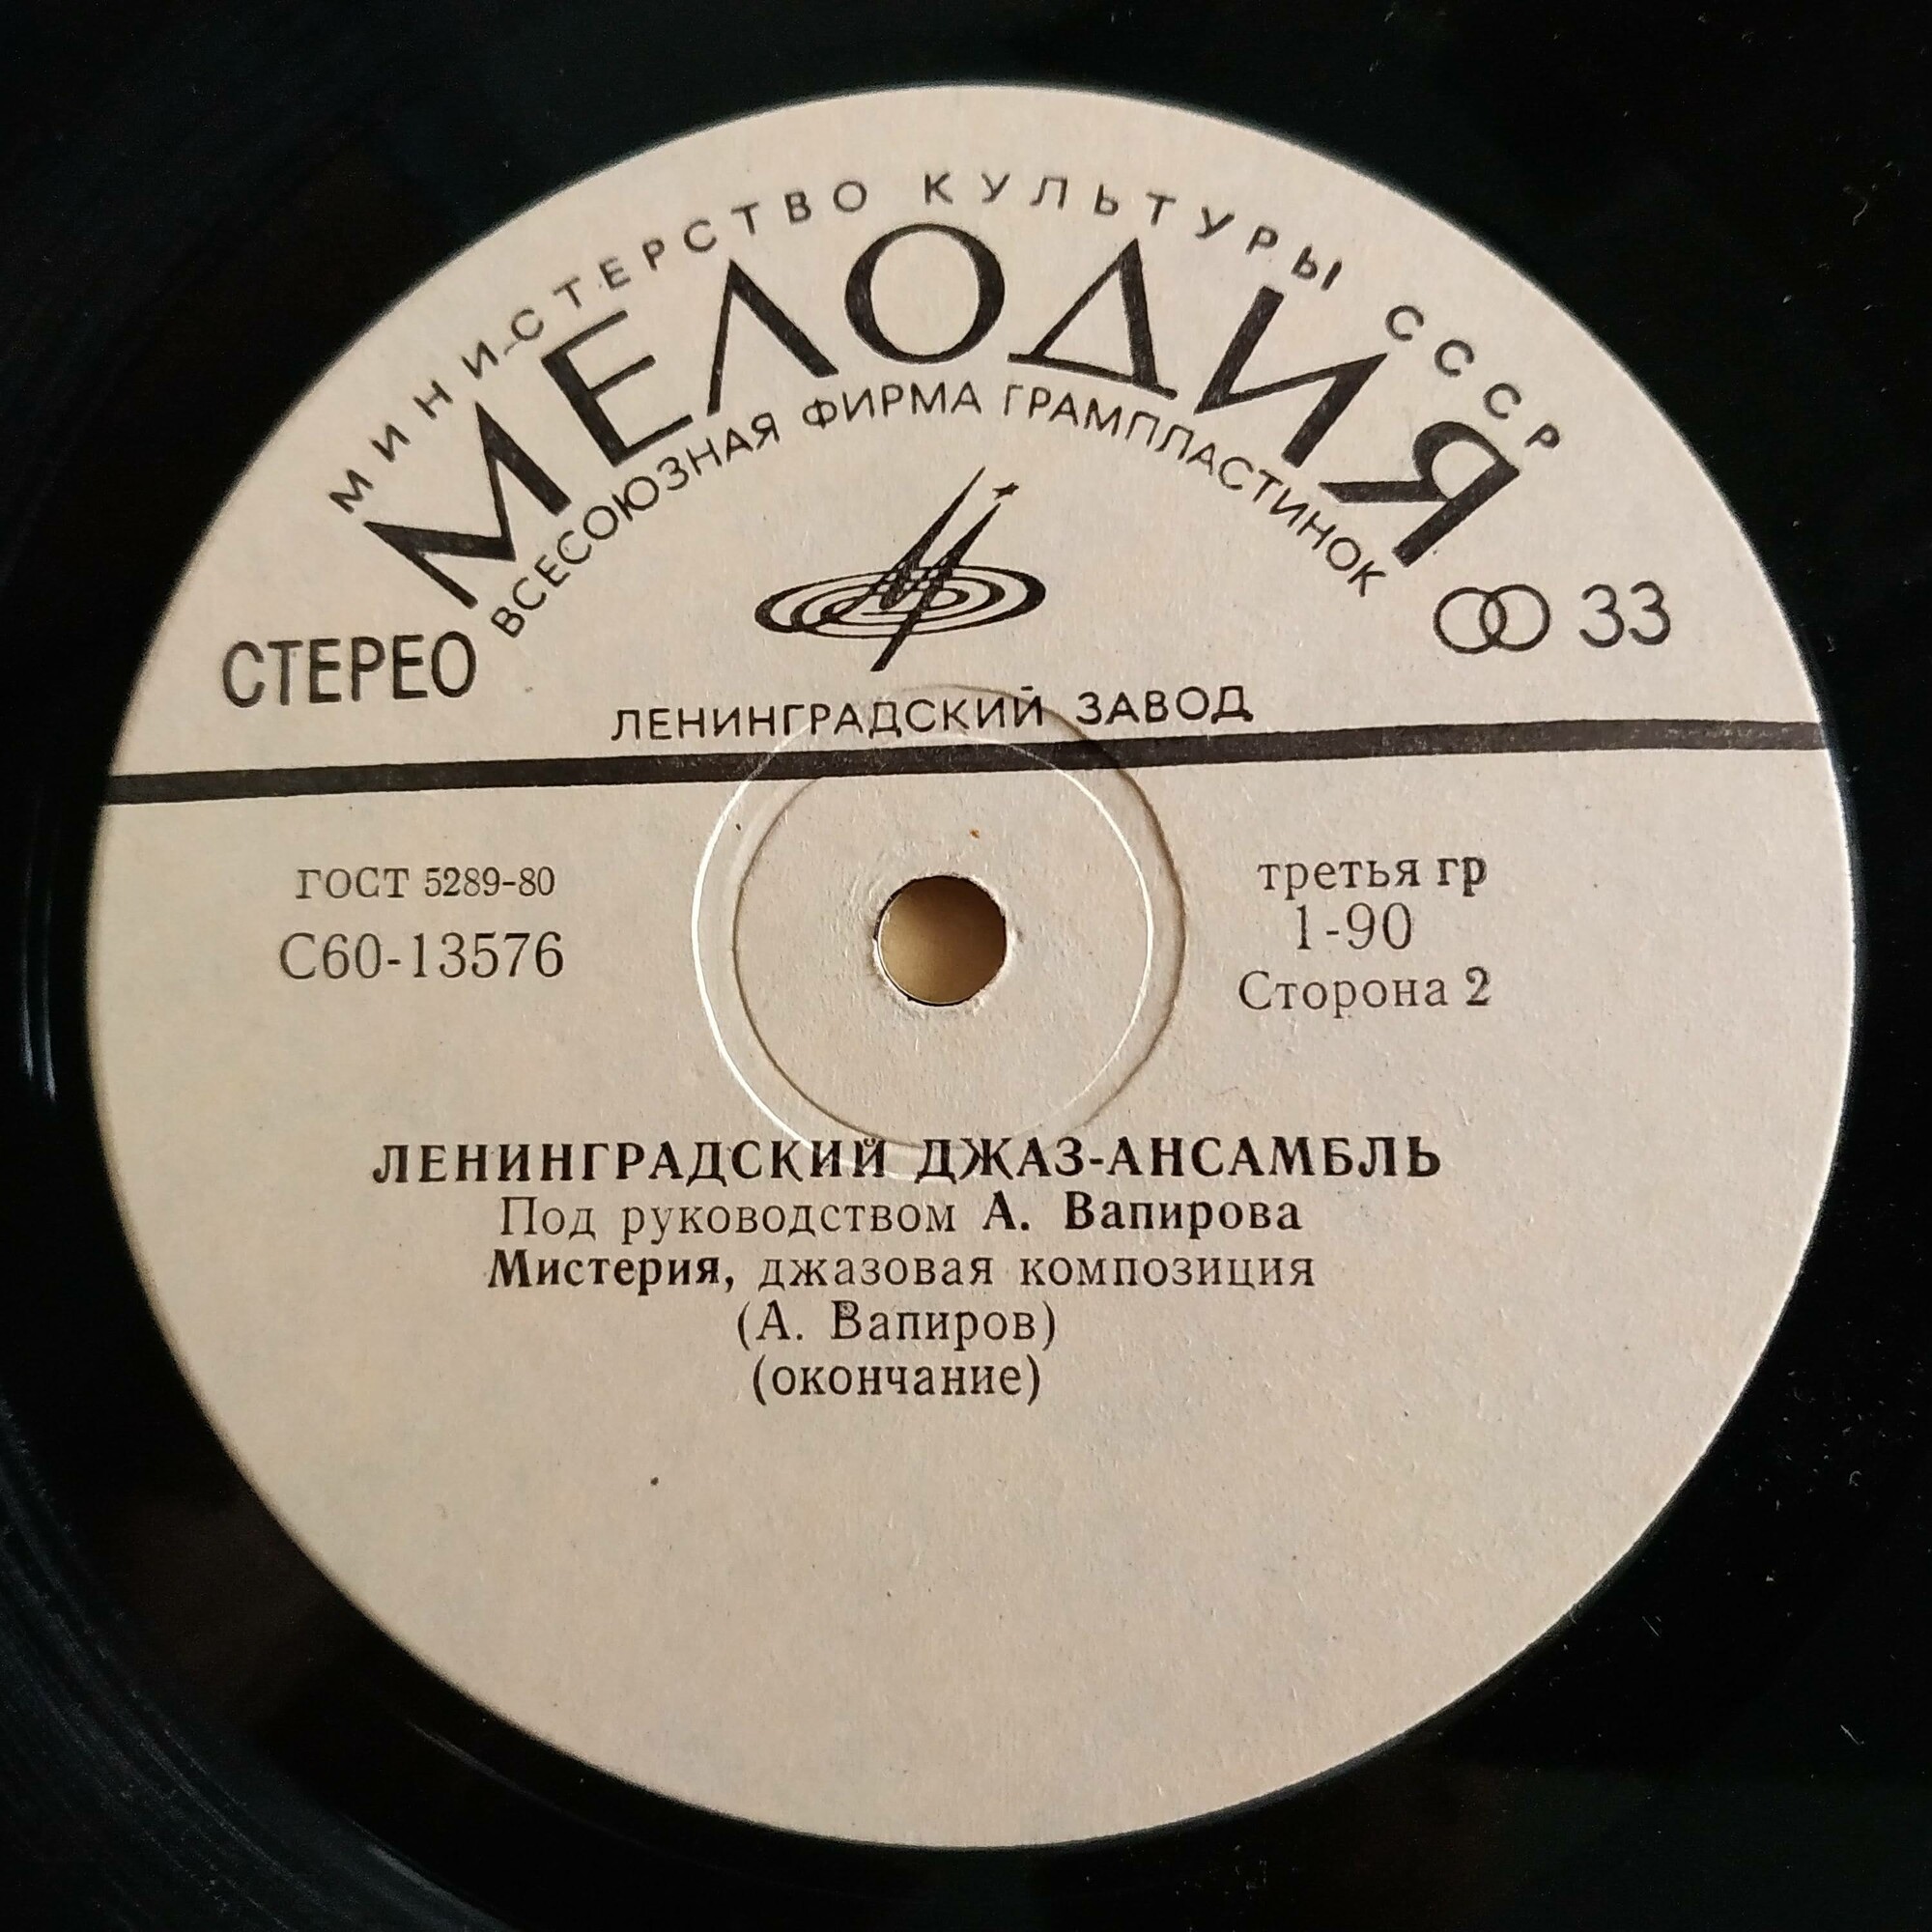 МИНИСТЕРСТВО КУЛЬТУРЫ СССР
МЕЛОДИЯ
ВСЕСОЮЗНАЯ ФИРМА ГРАМПЛАСТИНОК
СТЕРЕО
33
ЛЕНИНГРАДСКИЙ ЗАВОД
ГОСТ 5289-80
С60-13576
третья гр
1-90
Сторона 2
ЛЕНИНГРАДСКИЙ ДЖАЗ-АНСАМБЛЬ
Под руководством А. Вапирова
Мистерия, джазовая композиция
(А. Вапиров)
(окончание)